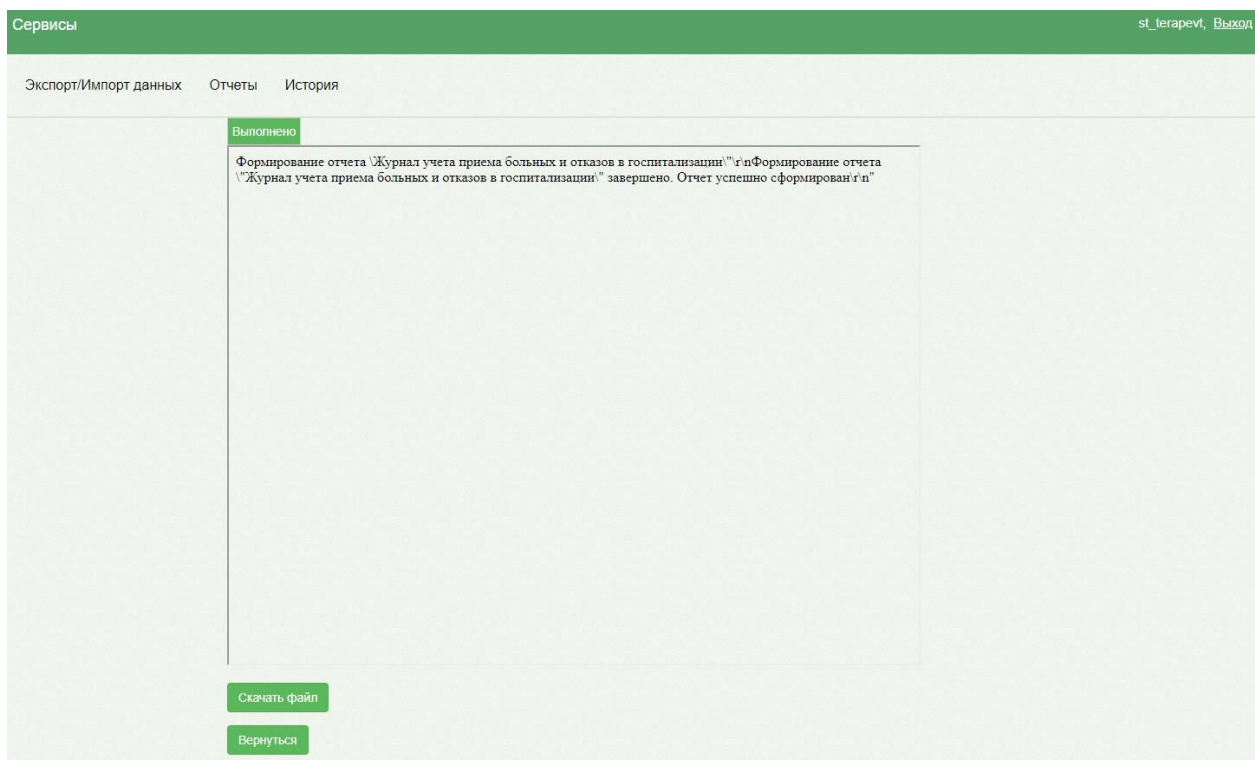 Сервисы
st_terapevt, Выход
Экспорт/Импорт данных Отчеты История
Выполнено
Формирование отчета \Журнал учета приема больных и отказов в госпитализации\"\r\nФормирование отчета
\"Журнал учета приема больных и отказов в госпитализации\" завершено. Отчет успешно сформирован\r\n"
Скачать файл
Вернуться